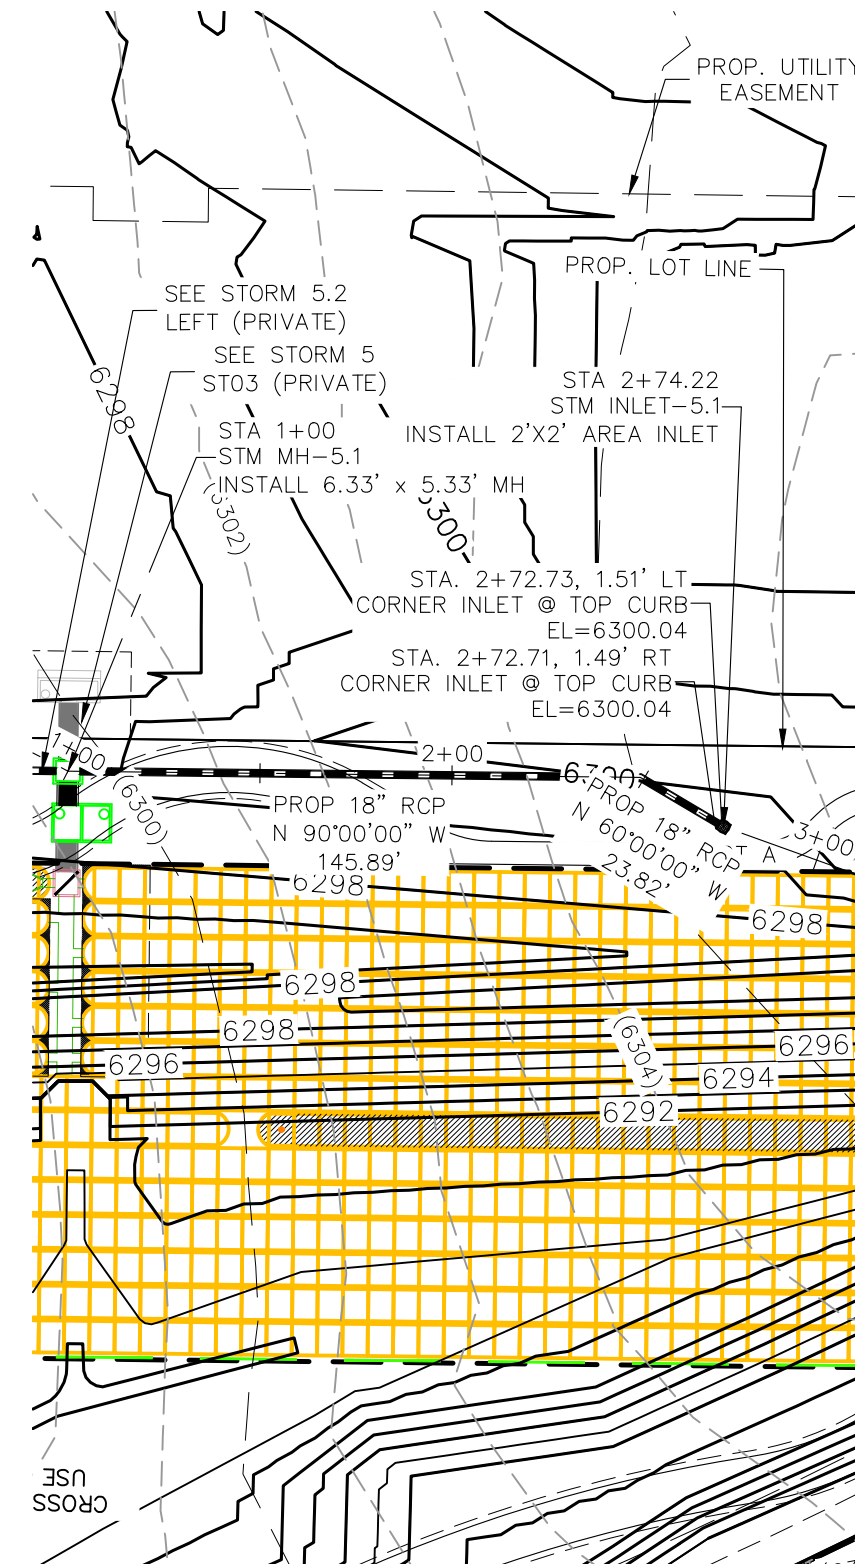 PROP. UTILITY
EASEMENT
PROP. LOT LINE
SEE STORM 5.2
LEFT (PRIVATE)
SEE STORM 5
ST03 (PRIVATE)
6298
STA 2+74.22
STM INLET-5.1
INSTALL 2'X2' AREA INLET
STA 1+00
STM MH-5.1
INSTALL 6.33' x 5.33' MH
(6302)
6300
STA. 2+72.73, 1.51' LT
CORNER INLET @ TOP CURB
EL=6300.04
STA. 2+72.71, 1.49' RT
CORNER INLET @ TOP CURB
EL=6300.04
1+00
2+00
6300
(6300)
PROP 18" RCP
N 90°00'00" W
145.89'
PROP 18" RCP
N 60°00'00" W
23.82'
3+00
A
6298
6298
6298
6298
(6304)
6296
6296
6294
6292
CROSS
USE